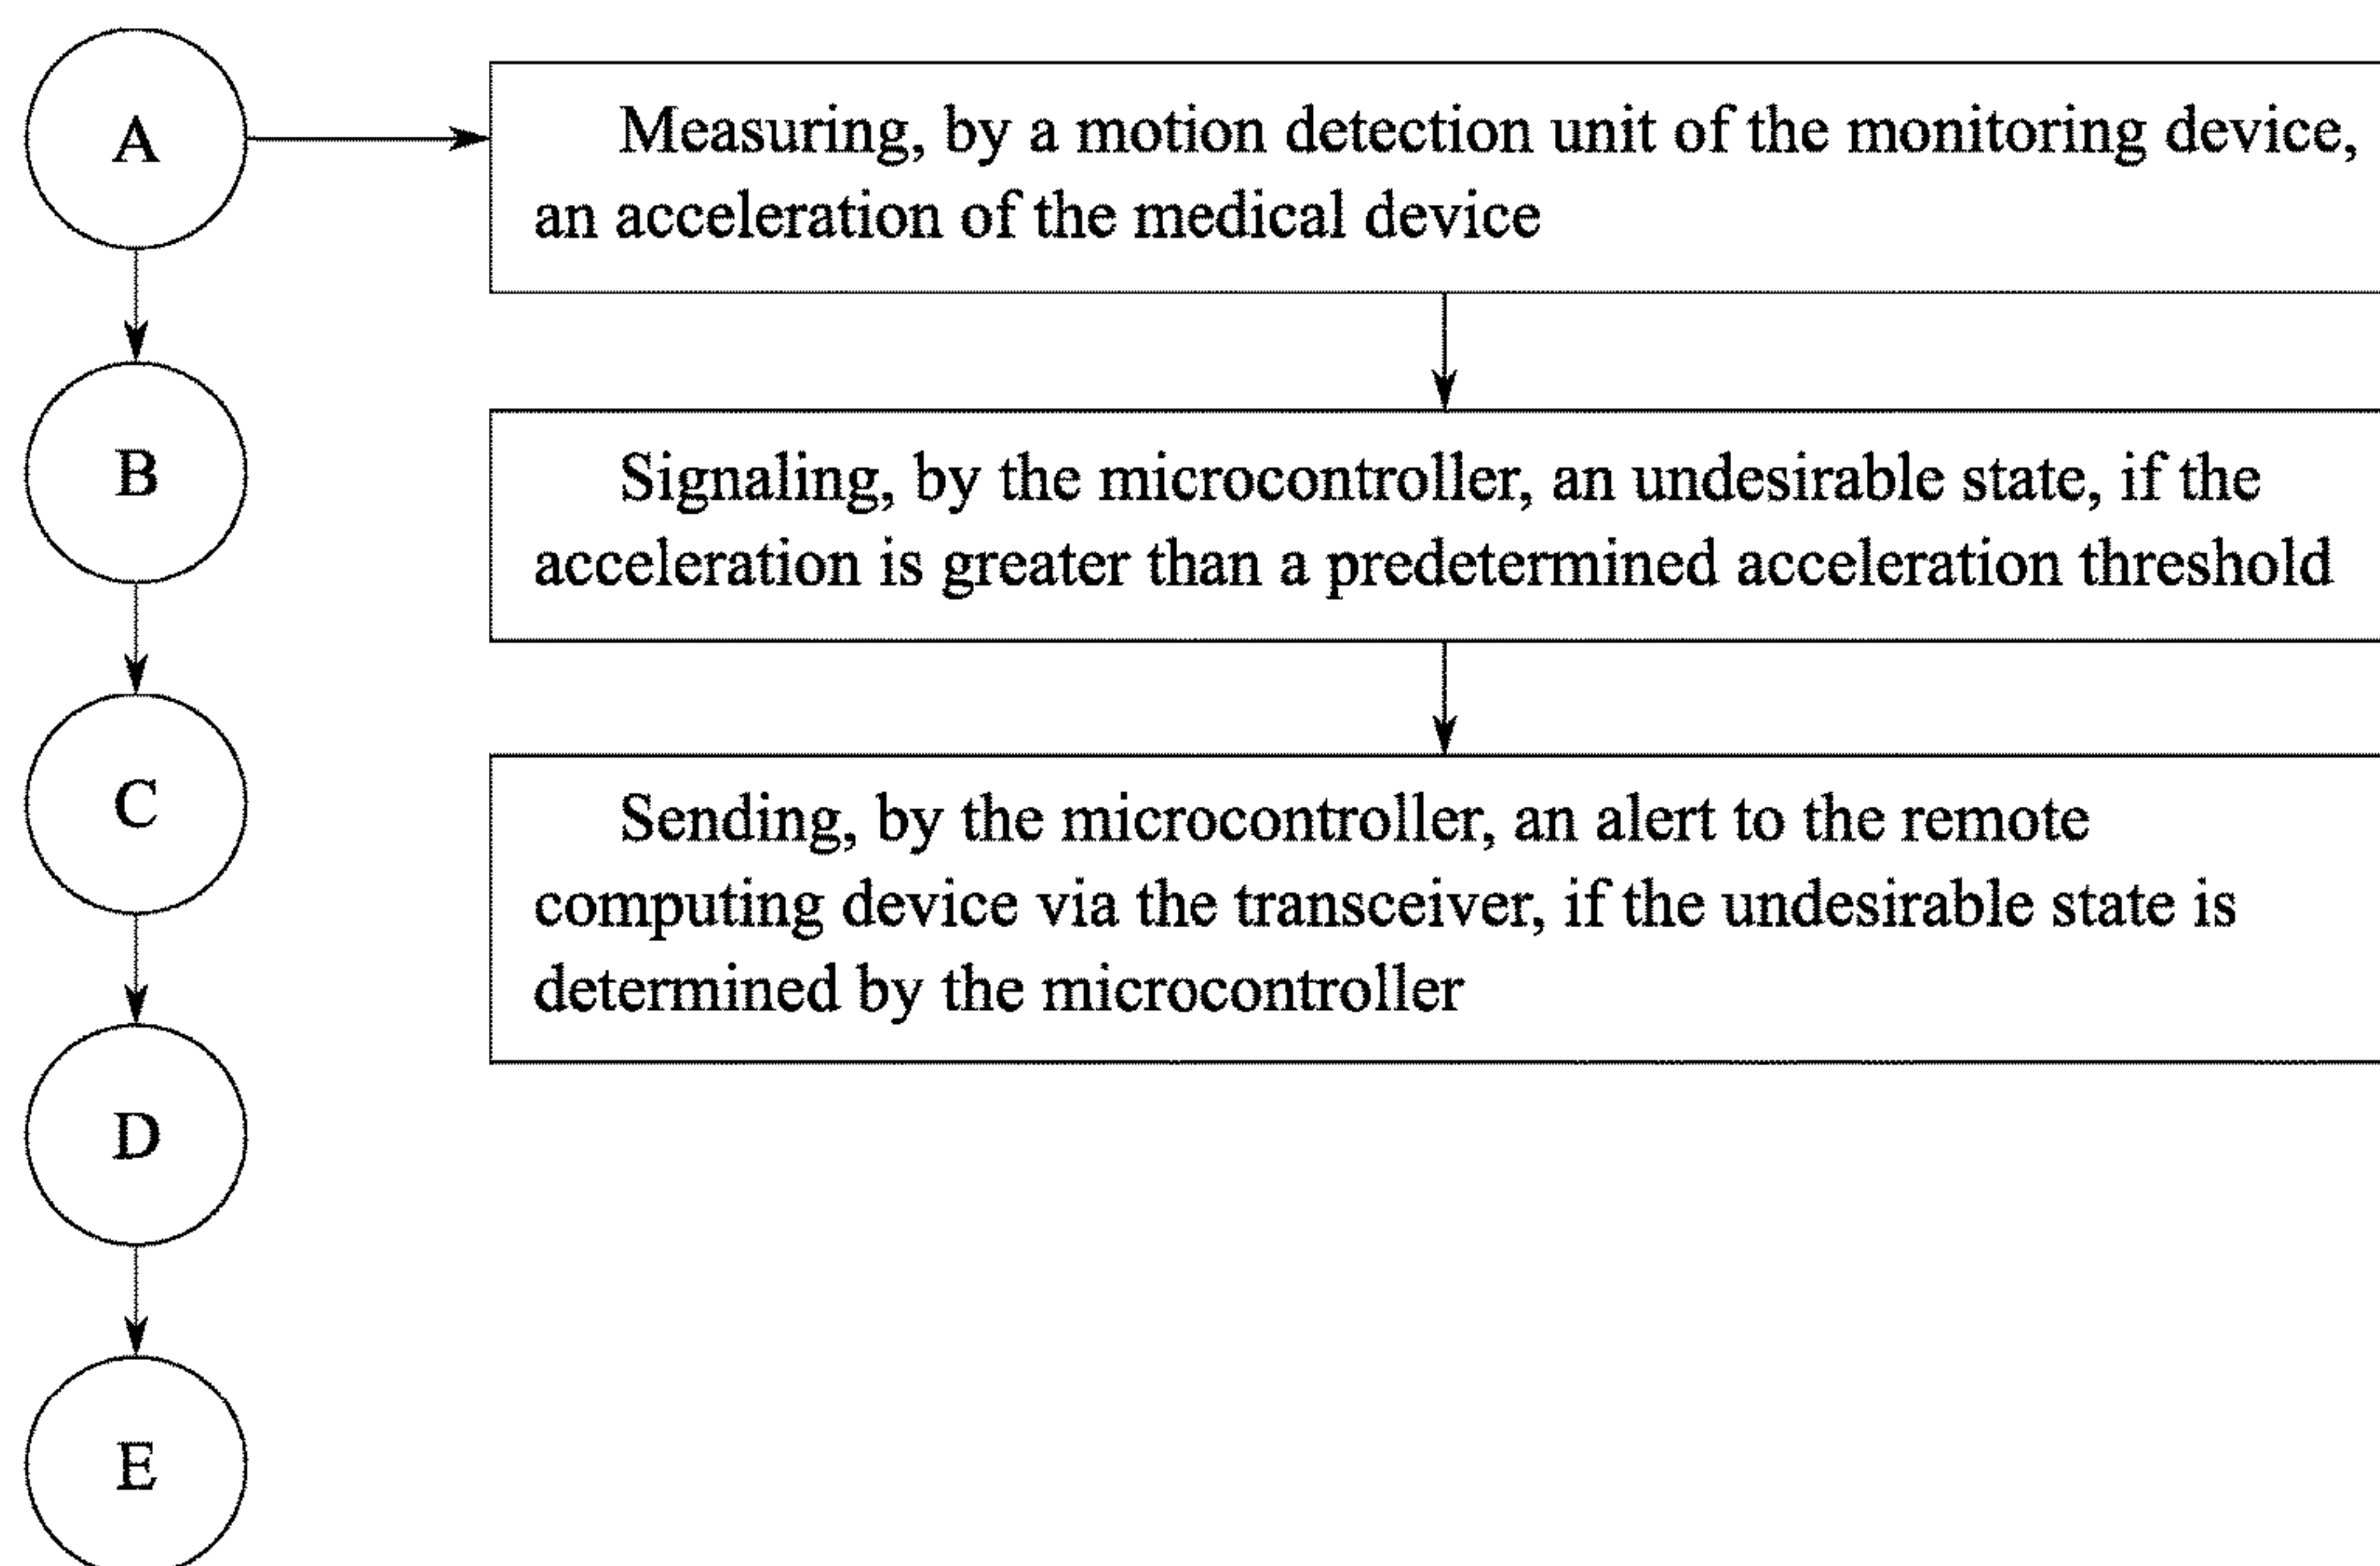 A
Measuring, by a motion detection unit of the monitoring device,
an acceleration of the medical device
B
Signaling, by the microcontroller, an undesirable state, if the
acceleration is greater than a predetermined acceleration threshold
C
Sending, by the microcontroller, an alert to the remote
computing device via the transceiver, if the undesirable state is
determined by the microcontroller
D
E